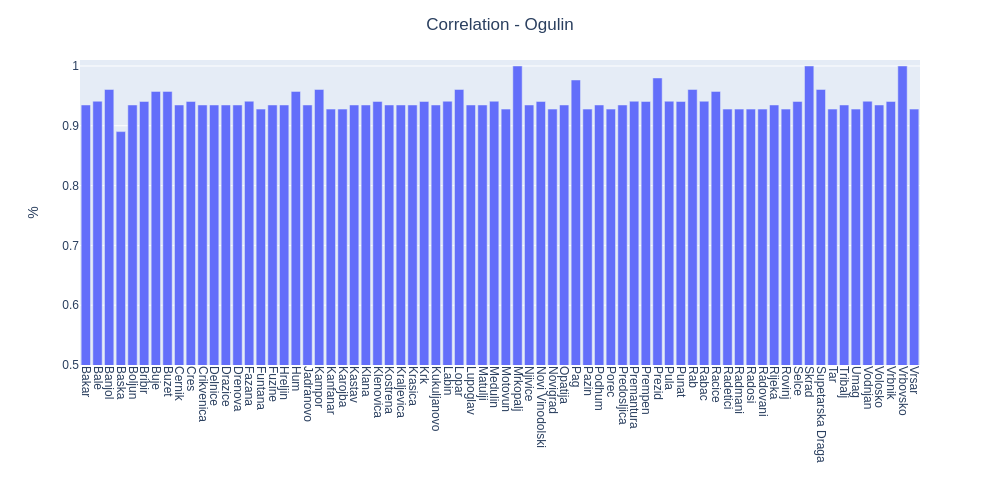 Correlation - Ogulin
%
1
0.9
0.8
0.7
0.6
0.5
Bakar
Bale
Banjol
Baska
Boljun
Bribir
Buje
Buzet
Cernik
Cres
Crikvenica
Delnice
Drazice
Drenova
Fazana
Funtana
Fuzine
Hreljin
Hum
Jadranovo
Kampor
Kanfanar
Karojba
Kastav
Klana
Klenovica
Kostrena
Kraljevica
Krasica
Krk
Kukuljanovo
Labin
Lopar
Lupoglav
Matulji
Medulin
Motovun
Mrkopalj
Njivice
Novi Vinodolski
Novigrad
Opatija
Pag
Pazin
Podhum
Porec
Predosljica
Premantura
Prempen
Prezid
Pula
Punat
Rab
Rabac
Racice
Radetici
Radmani
Radosi
Radovani
Rijeka
Rovinj
Selce
Skrad
Supetarska Draga
Tar
Tribalj
Umag
Vodnjan
Volosko
Vrbnik
Vrbovsko
Vrsar